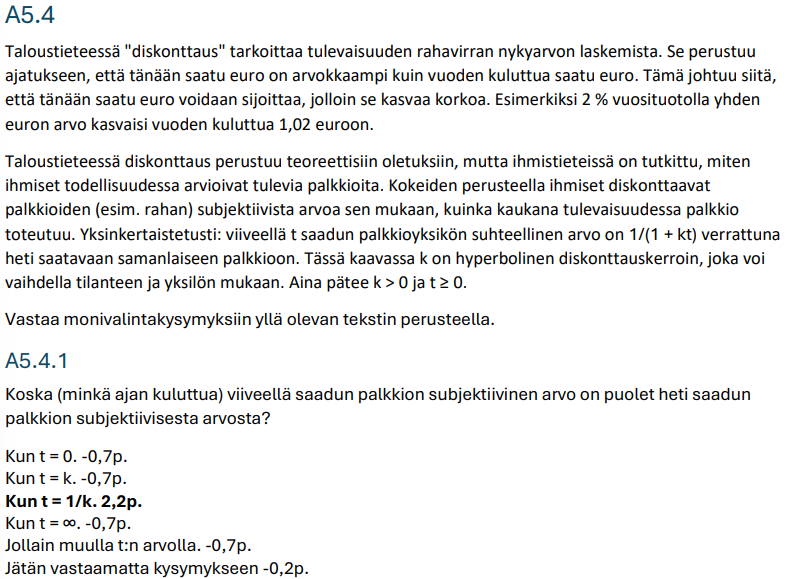 A5.4
Taloustieteessä "diskonttaus" tarkoittaa tulevaisuuden rahavirran nykyarvon laskemista. Se perustuu
ajatukseen, että tänään saatu euro on arvokkaampi kuin vuoden kuluttua saatu euro. Tämä johtuu siitä,
että tänään saatu euro voidaan sijoittaa, jolloin se kasvaa korkoa. Esimerkiksi 2 % vuosituotolla yhden
euron arvo kasvaisi vuoden kuluttua 1,02 euroon.
Taloustieteessä diskonttaus perustuu teoreettisiin oletuksiin, mutta ihmistieteissä on tutkittu, miten
ihmiset todellisuudessa arvioivat tulevia palkkioita. Kokeiden perusteella ihmiset diskonttaavat
palkkioiden (esim. rahan) subjektiivista arvoa sen mukaan, kuinka kaukana tulevaisuudessa palkkio
toteutuu. Yksinkertaistetusti: viiveellä t saadun palkkioyksikön suhteellinen arvo on 1/(1 + kt) verrattuna
heti saatavaan samanlaiseen palkkioon. Tässä kaavassa k on hyperbolinen diskonttauskerroin, joka voi
vaihdella tilanteen ja yksilön mukaan. Aina pätee k > 0 ja t ≥ 0.
Vastaa monivalintakysymyksiin yllä olevan tekstin perusteella.
A5.4.1
Koska (minkä ajan kuluttua) viiveellä saadun palkkion subjektiivinen arvo on puolet heti saadun
palkkion subjektiivisesta arvosta?
Kun t = 0. -0,7p.
Kun t = k. -0,7p.
Kun t = 1/k. 2,2p.
Kun t = ∞. -0,7p.
Jollain muulla t:n arvolla. -0,7p.
Jätän vastaamatta kysymykseen -0,2p.